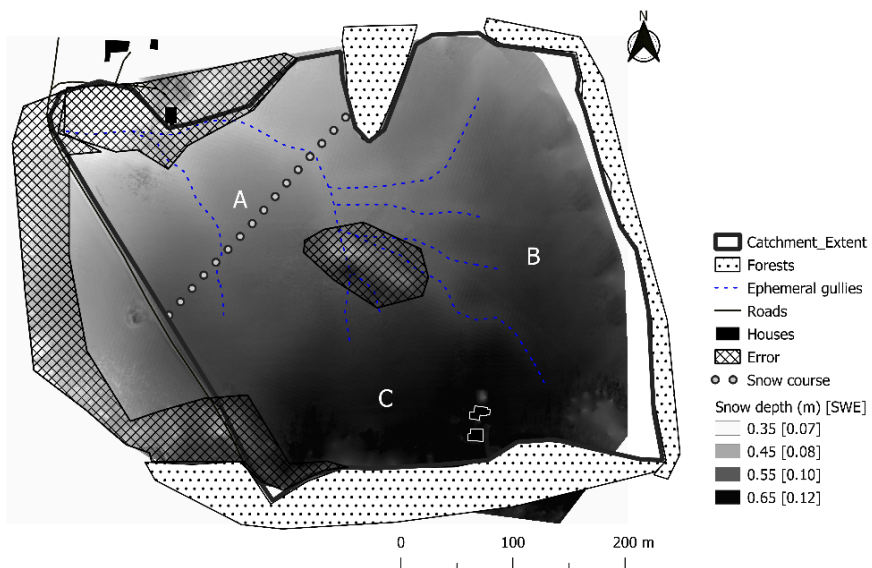 N
A
B
C
Catchment_Extent
Forests
Ephemeral gullies
Roads
Houses
Error
Snow course
Snow depth (m) [SWE]
0.35 [0.07]
0.45 [0.08]
0.55 [0.10]
0.65 [0.12]
0 100 200 m